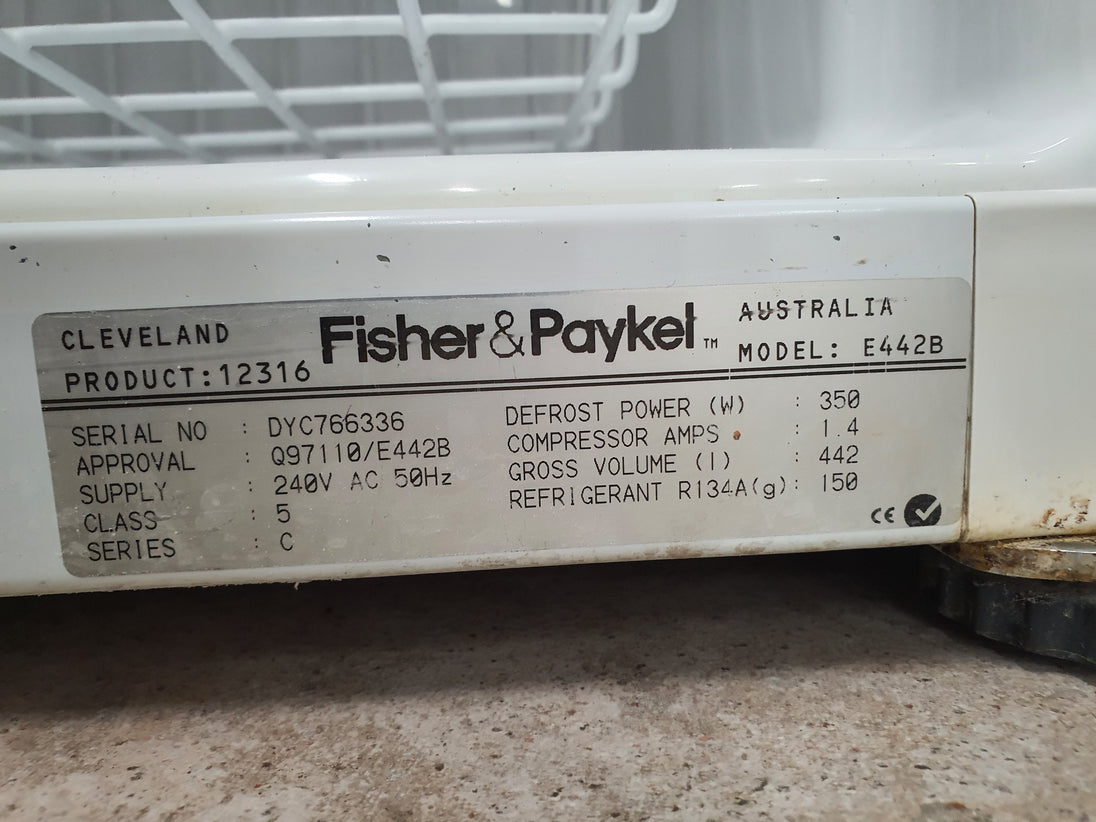 CLEVELAND
PRODUCT:12316
Fisher&Paykel™
AUSTRALIA
MODEL: E442B
SERIAL NO : DYC766336
APPROVAL : Q97110/E442B
SUPPLY : 240V AC 50Hz
CLASS : 5
SERIES : C
DEFROST POWER (W) : 350
COMPRESSOR AMPS : 1.4
GROSS VOLUME (l) : 442
REFRIGERANT R134A(g): 150
CE